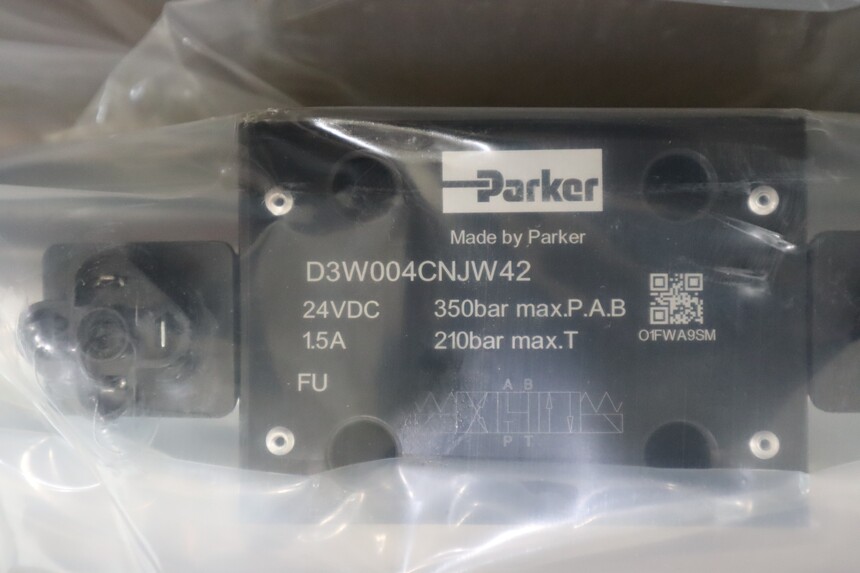 Parker
Made by Parker
D3W004CNJW42
24VDC 350bar max.P.A.B
1.5A 210bar max.T
O1FWA9SM
FU
A B
P T